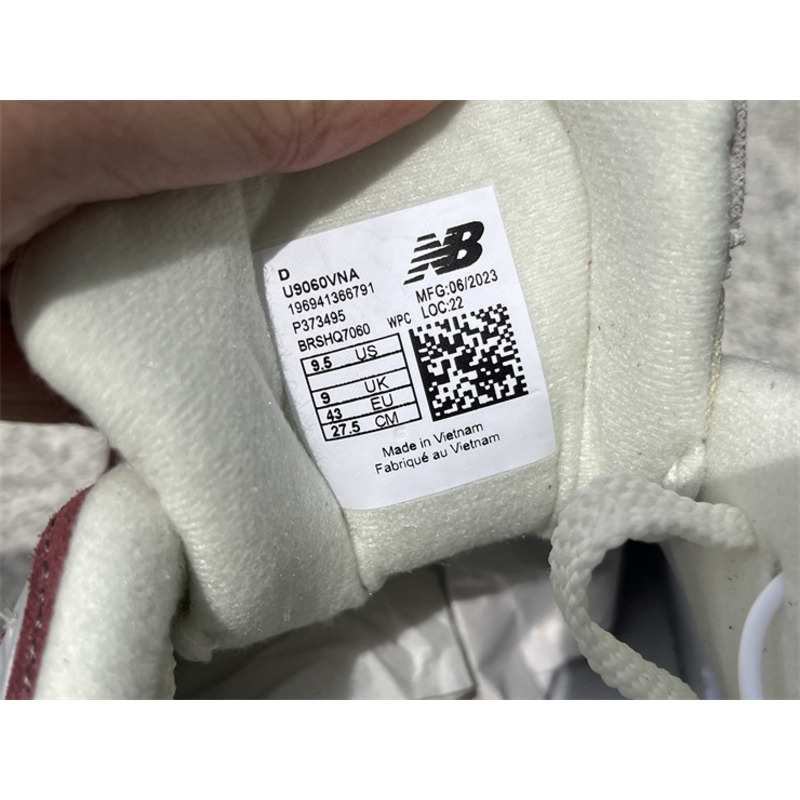 NB
D
U9060VNA
196941366791
P373495
BRSHQ7060 WPC
MFG:06/2023
LOC:22
9.5 US
9 UK
43 EU
27.5 CM
Made in Vietnam
Fabriqué au Vietnam